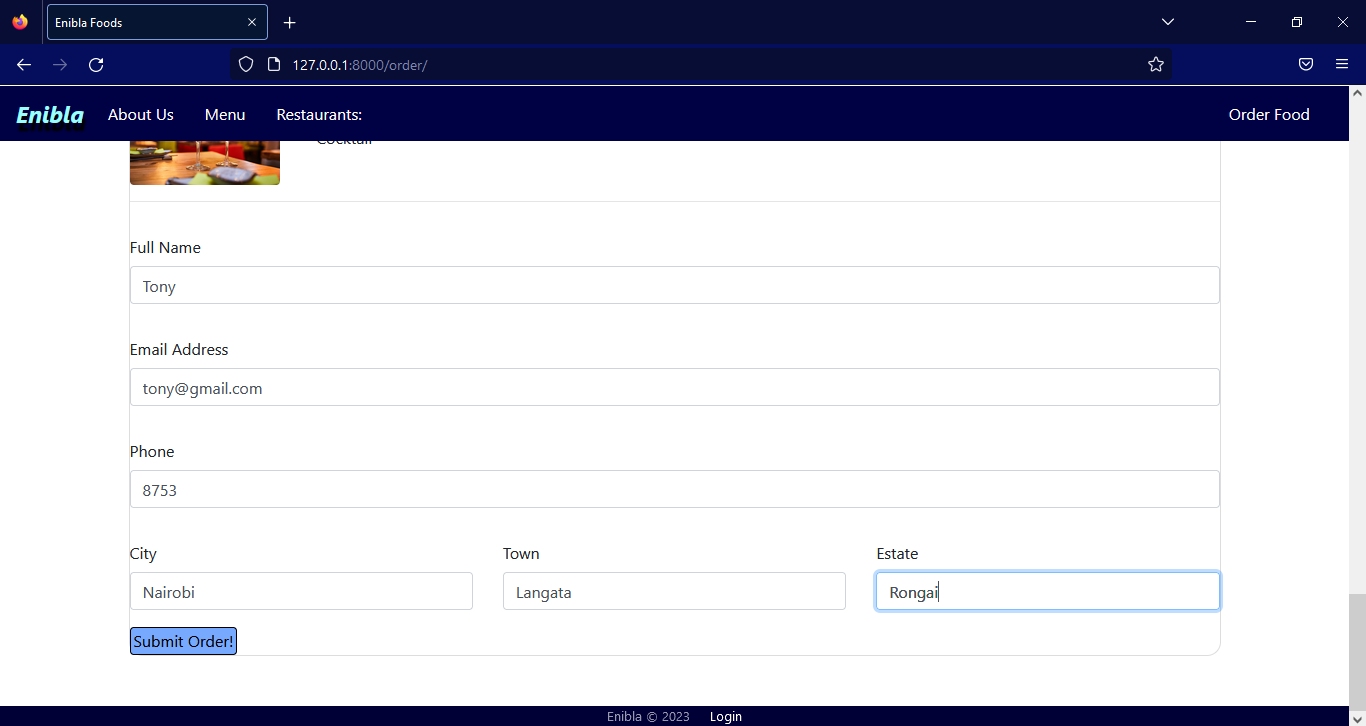 Enibla Foods
127.0.0.1:8000/order/
Enibla About Us Menu Restaurants: Order Food
Cocktail
Full Name
Tony
Email Address
tony@gmail.com
Phone
8753
City Town Estate
Nairobi Langata Rongai
Submit Order!
Enibla © 2023 Login